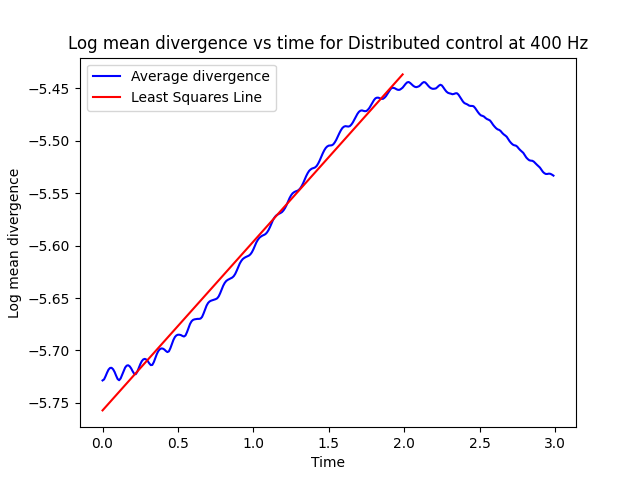 Log mean divergence vs time for Distributed control at 400 Hz
Average divergence
Least Squares Line
Log mean divergence
−5.45
−5.50
−5.55
−5.60
−5.65
−5.70
−5.75
0.0 0.5 1.0 1.5 2.0 2.5 3.0
Time